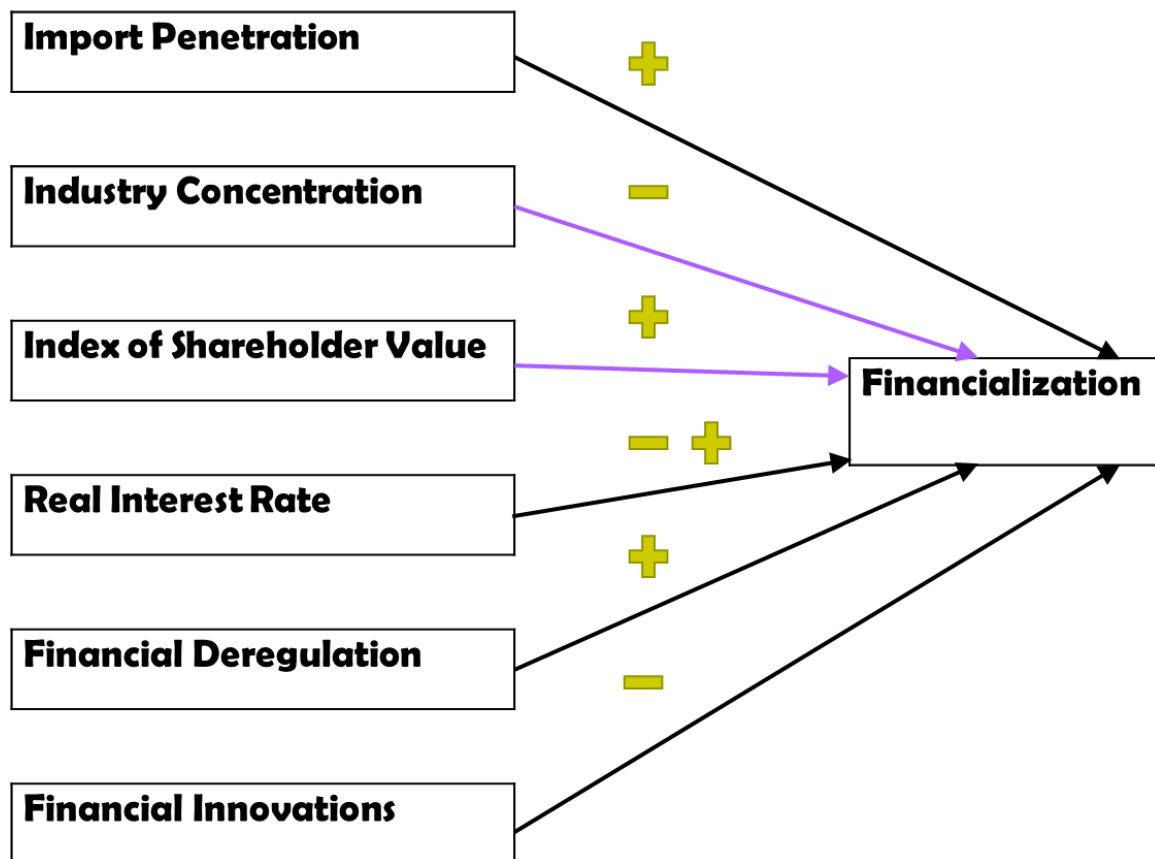 Import Penetration
Industry Concentration
Index of Shareholder Value
Financialization
Real Interest Rate
Financial Deregulation
Financial Innovations